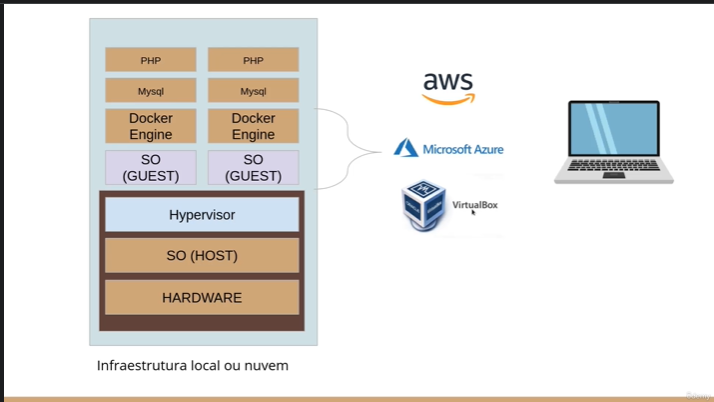 PHP
PHP
Mysql
Mysql
Docker
Engine
Docker
Engine
SO
(GUEST)
SO
(GUEST)
Hypervisor
SO (HOST)
HARDWARE
Infraestrutura local ou nuvem
aws
Microsoft Azure
VirtualBox
Udemy